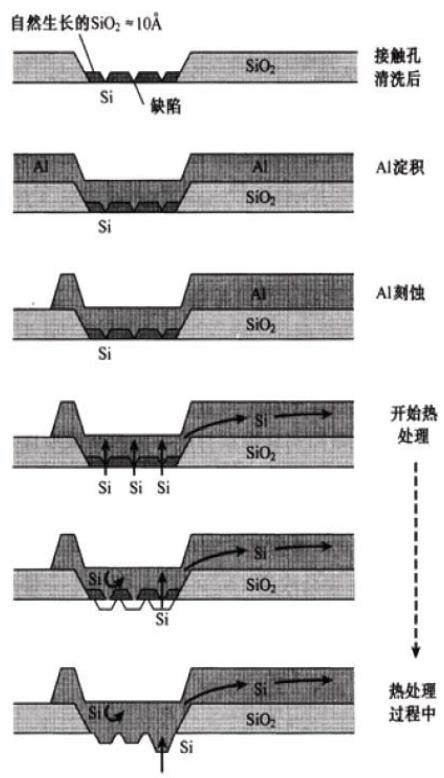 自然生长的SiO₂≈10Å
SiO₂
接触孔
清洗后
Si
缺陷
Al
Al
Al淀积
SiO₂
Si
Al
Al刻蚀
SiO₂
Si
Si
开始热
处理
SiO₂
Si Si Si
Si
Si
SiO₂
Si
Si
Si
热处理
过程中
SiO₂
Si